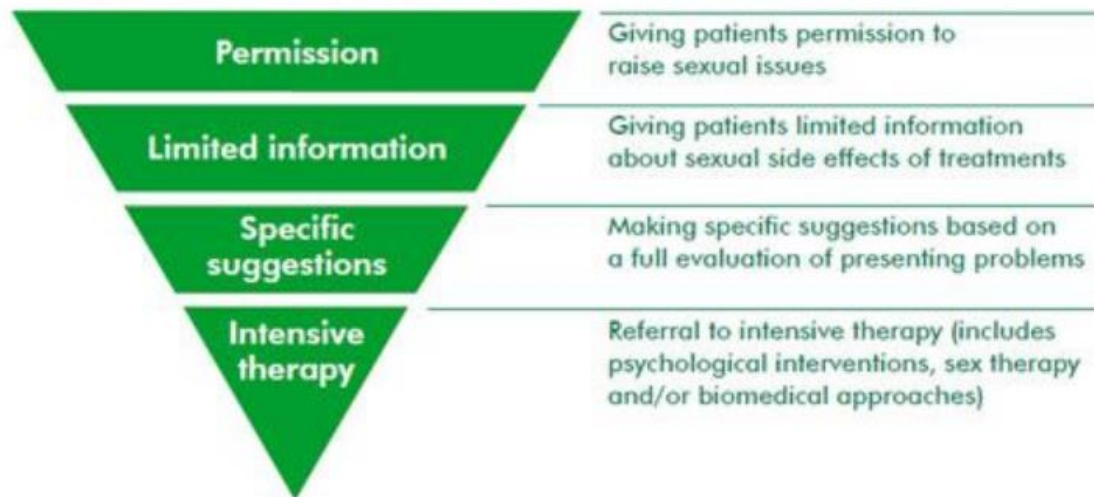 Permission
Giving patients permission to
raise sexual issues
Limited information
Giving patients limited information
about sexual side effects of treatments
Specific
suggestions
Making specific suggestions based on
a full evaluation of presenting problems
Intensive
therapy
Referral to intensive therapy (includes
psychological interventions, sex therapy
and/or biomedical approaches)